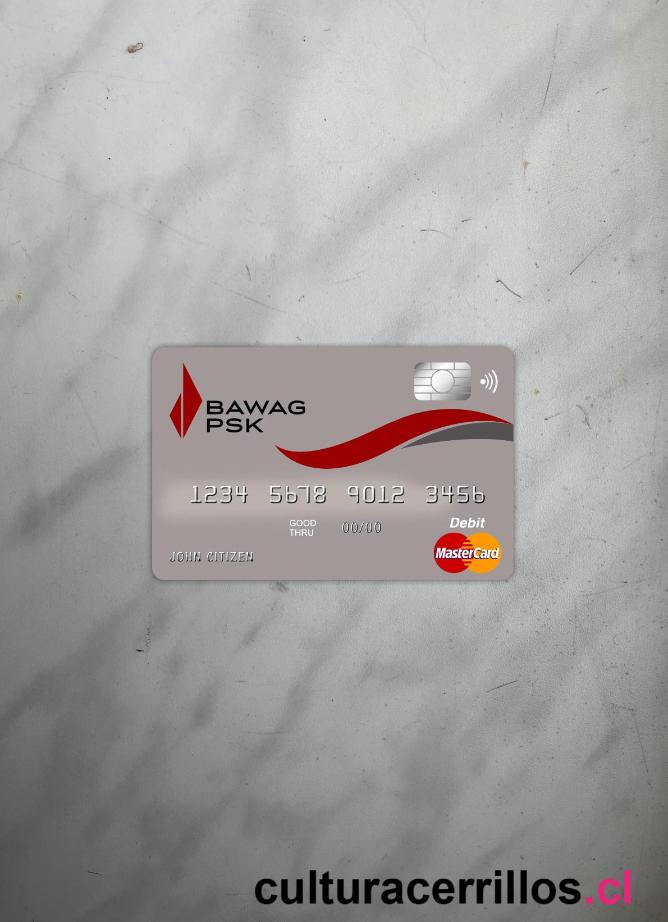 BAWAG
PSK
1234 5678 9012 3456
GOOD
THRU
00/00
Debit
MasterCard
JOHN CITIZEN
culturacerrillos.cl